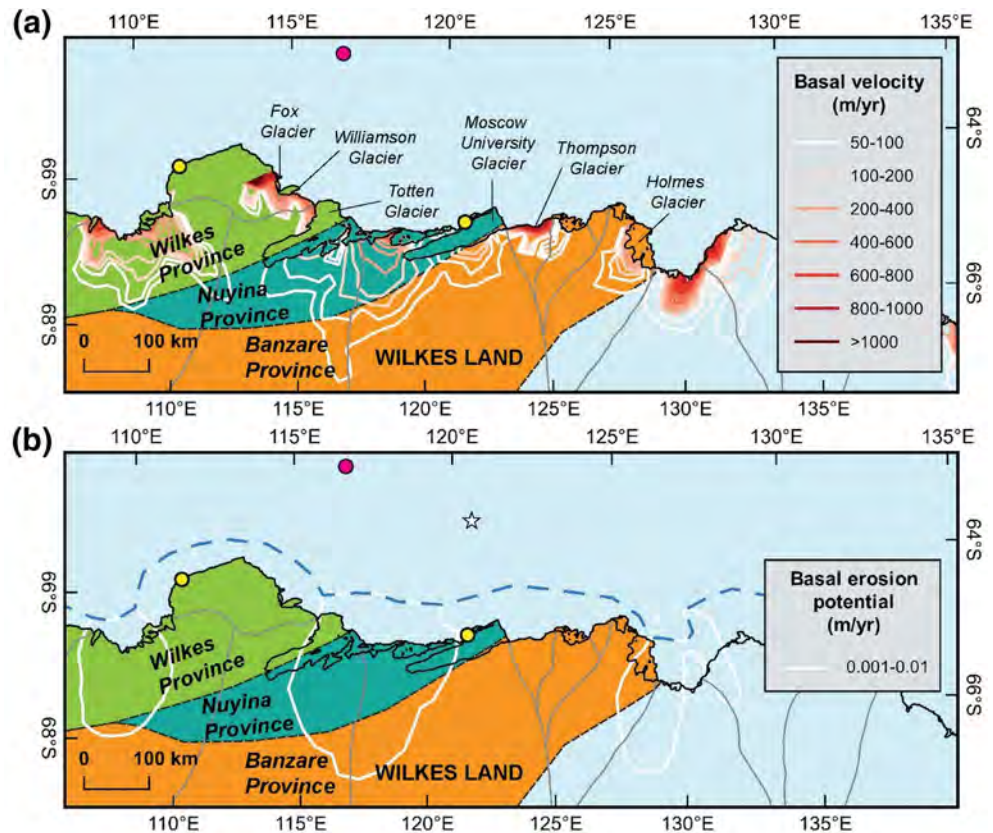 (a)
110°E 115°E 120°E 125°E 130°E 135°E
Basal velocity
(m/yr)
50-100
100-200
200-400
400-600
600-800
800-1000
>1000
64°S
66°S
66°S
68°S
Fox
Glacier
Williamson
Glacier
Totten
Glacier
Moscow
University
Glacier
Thompson
Glacier
Holmes
Glacier
Wilkes
Province
Nuyina
Province
Banzare
Province
WILKES LAND
0 100 km
110°E 115°E 120°E 125°E 130°E 135°E
(b)
110°E 115°E 120°E 125°E 130°E 135°E
64°S
66°S
66°S
68°S
Basal erosion
potential
(m/yr)
0.001-0.01
Wilkes
Province
Nuyina
Province
Banzare
Province
WILKES LAND
0 100 km
110°E 115°E 120°E 125°E 130°E 135°E